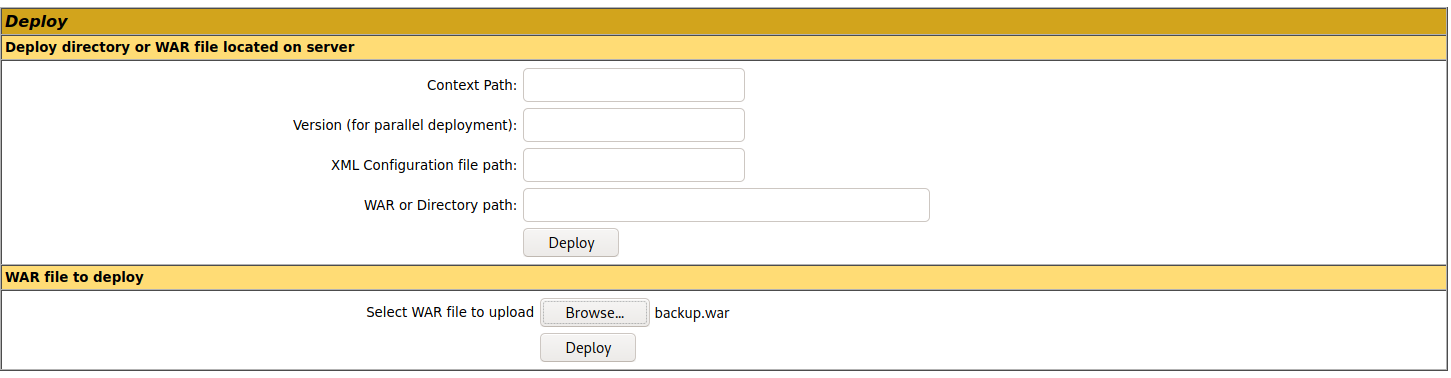 Deploy
Deploy directory or WAR file located on server
Context Path:
Version (for parallel deployment):
XML Configuration file path:
WAR or Directory path:
Deploy
WAR file to deploy
Select WAR file to upload Browse... backup.war
Deploy